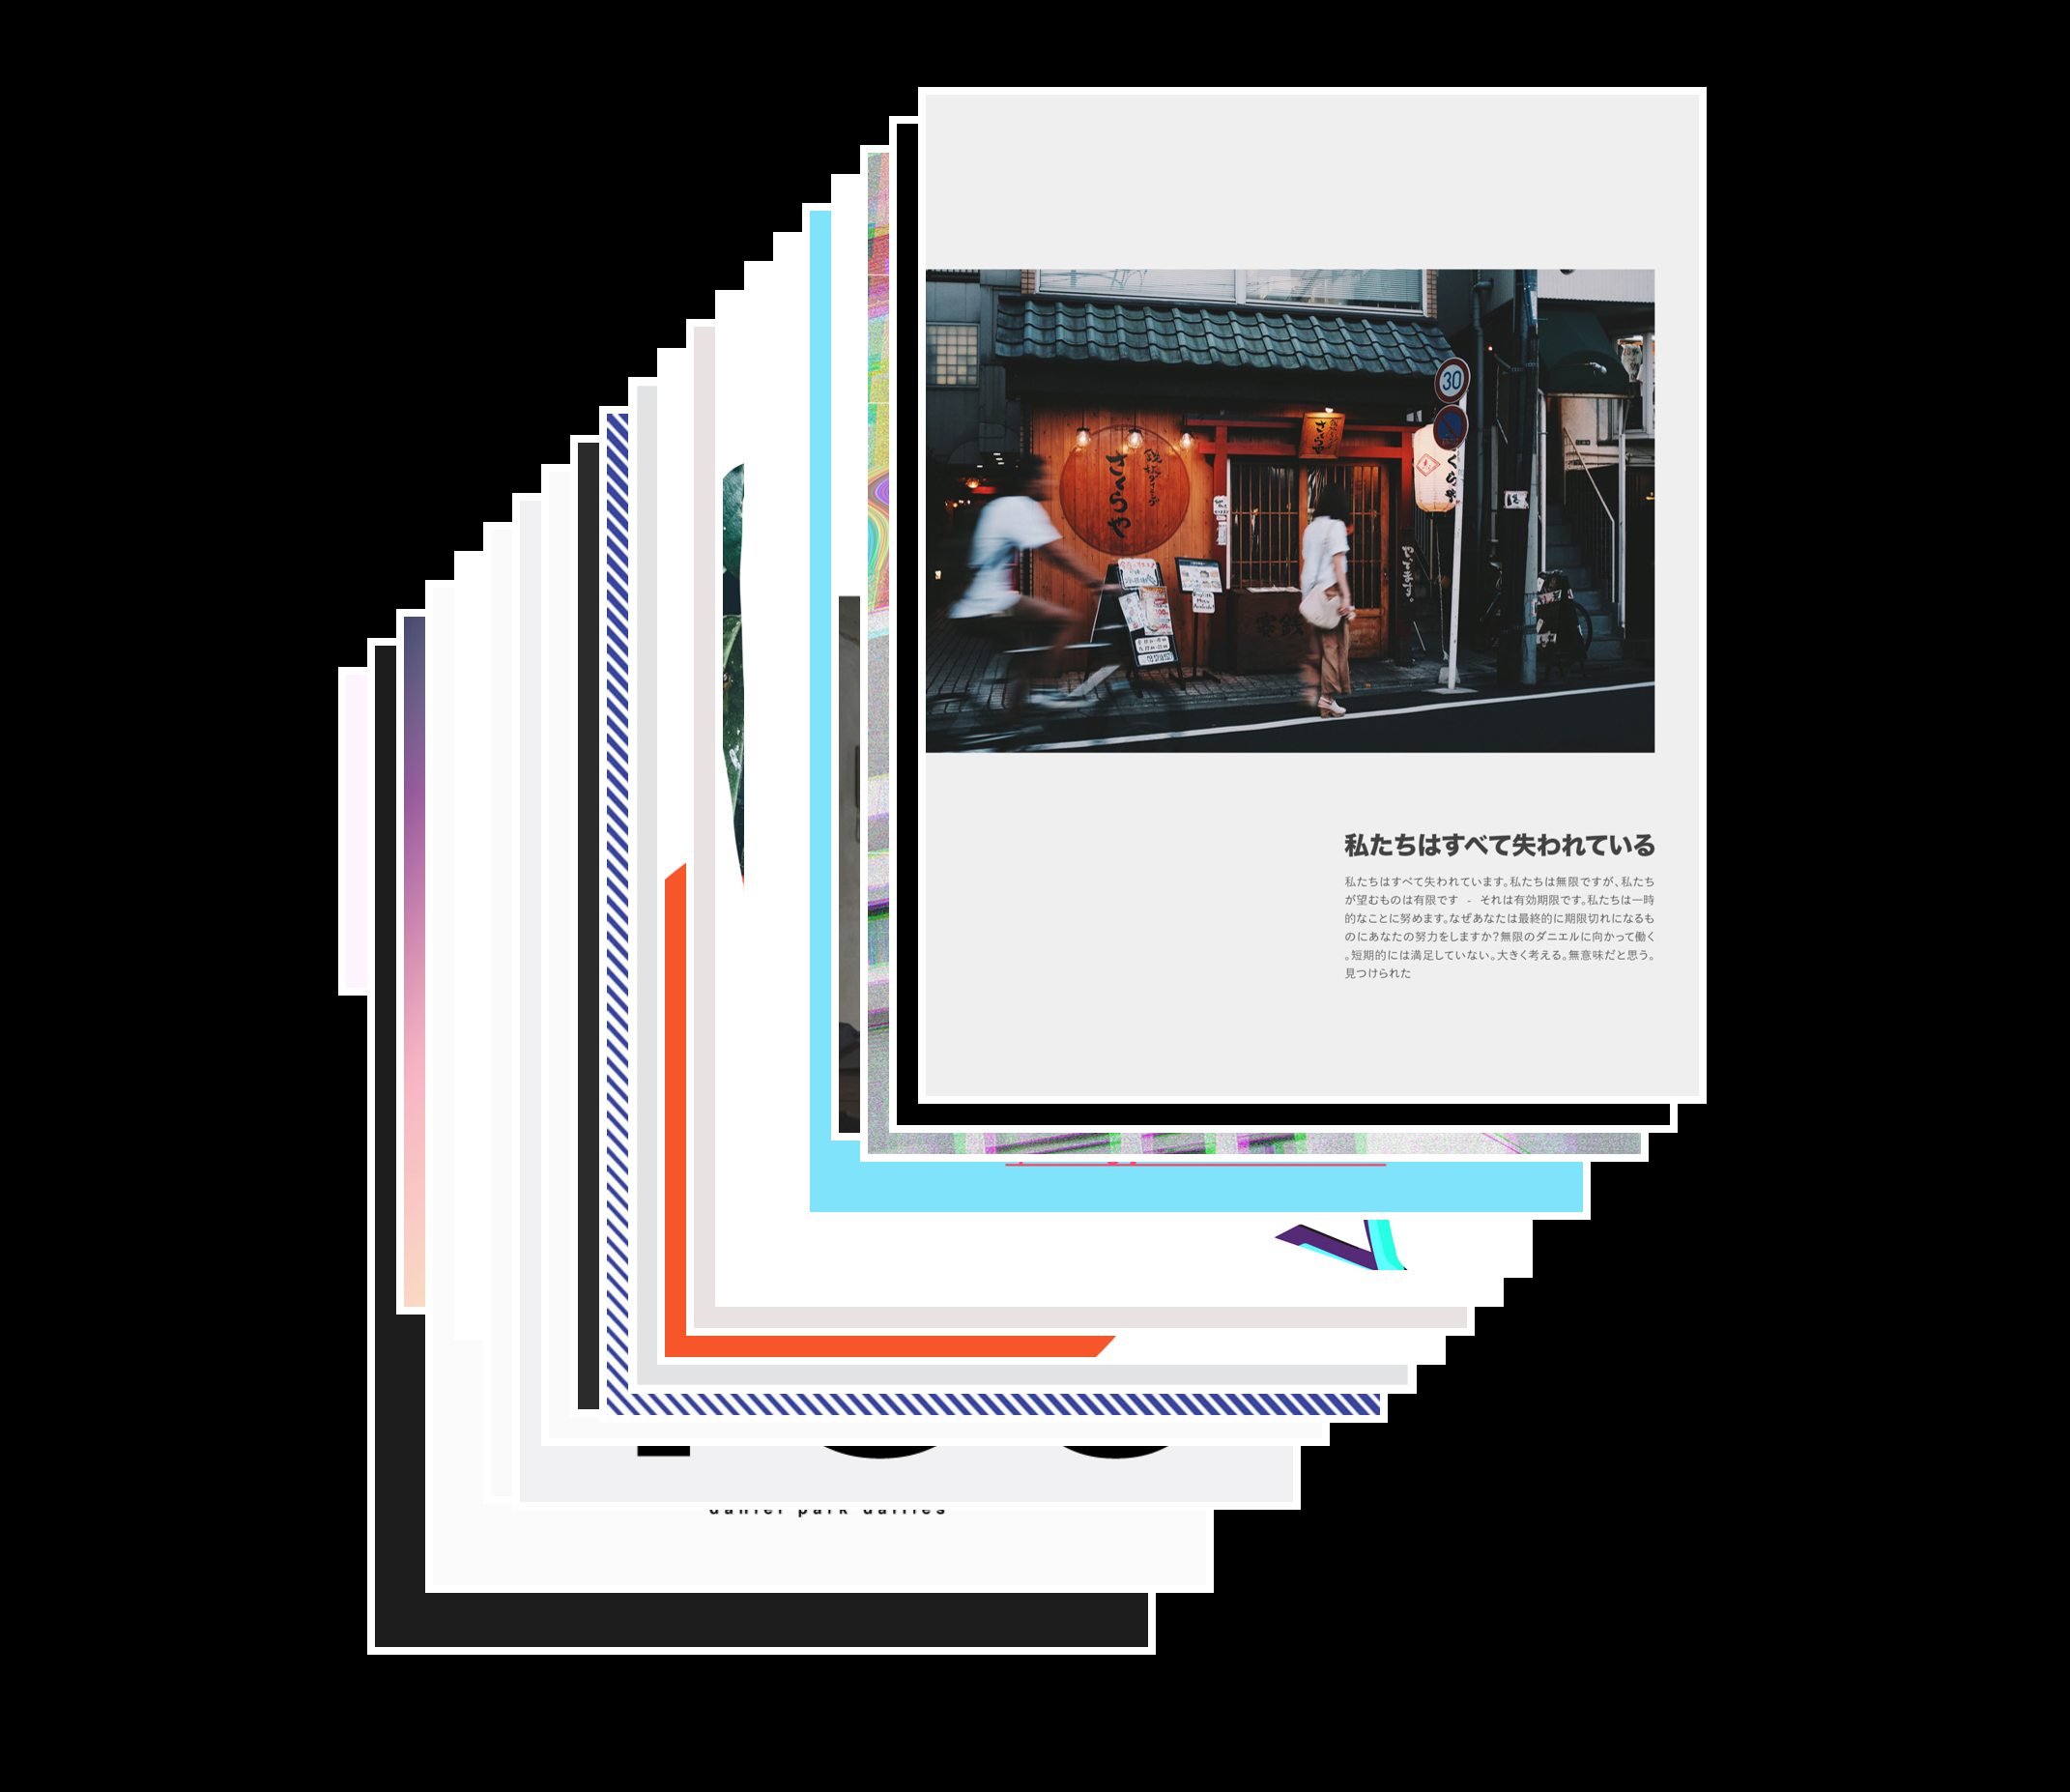 30
さくらや
さくらや
私たちはすべて失われている
私たちはすべて失われています。私たちは無限ですが、私たち
が望むものは有限です - それは有効期限です。私たちは一時
的なことに努めます。なぜあなたは最終的に期限切れになるも
のにあなたの努力をしますか?無限のダニエルに向かって働く
。短期的には満足していない。大きく考える。無意味だと思う。
見つけられた
daniel park dailies